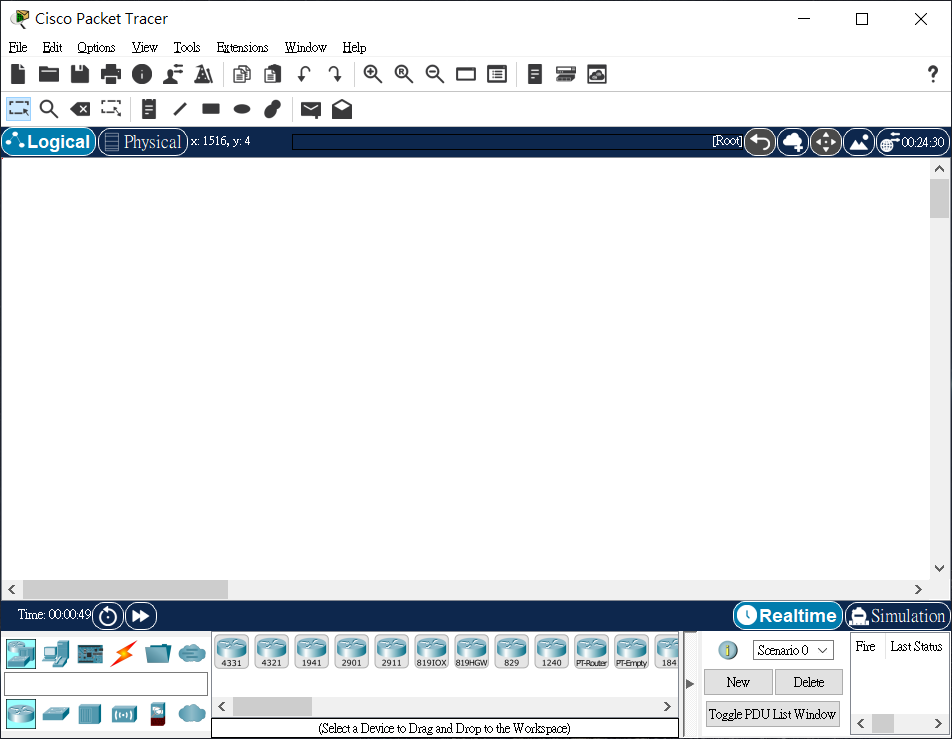 Cisco Packet Tracer
File Edit Options View Tools Extensions Window Help
?
Logical Physical x: 1516, y: 4 [Root] 00:24:30
Time: 00:00:49 Realtime Simulation
4331 4321 1941 2901 2911 819IOX 819HGW 829 1240 PT-Router PT-Empty 184
Scenario 0 Fire Last Status
New Delete
Toggle PDU List Window
(Select a Device to Drag and Drop to the Workspace)